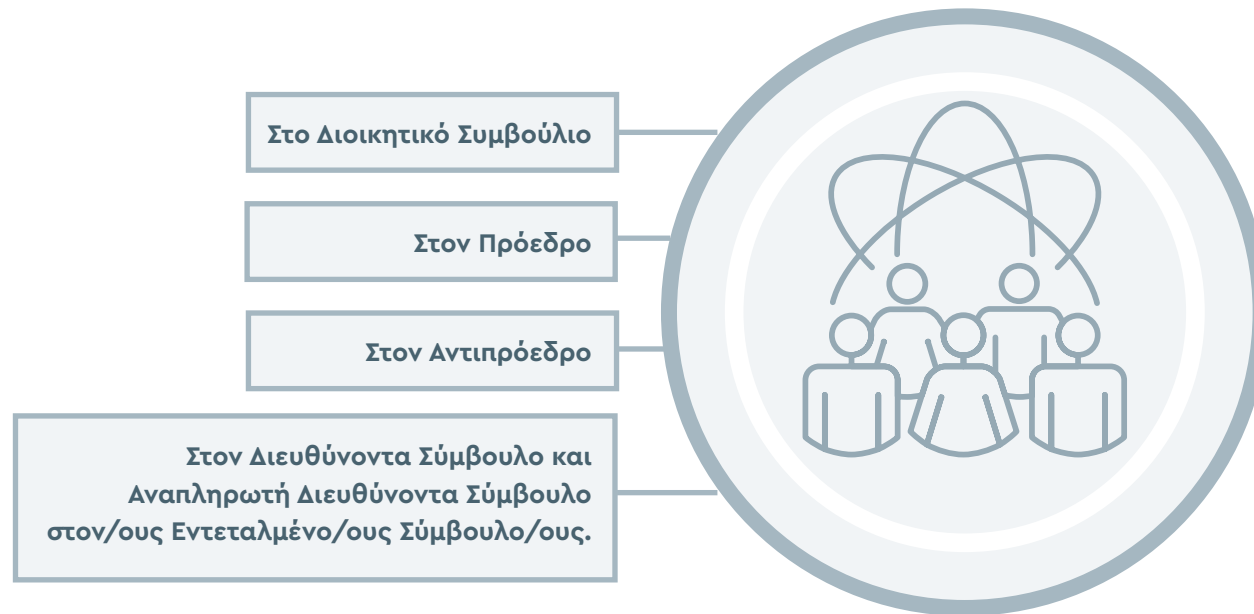 Στο Διοικητικό Συμβούλιο
Στον Πρόεδρο
Στον Αντιπρόεδρο
Στον Διευθύνοντα Σύμβουλο και
Αναπληρωτή Διευθύνοντα Σύμβουλο
στον/ους Εντεταλμένο/ους Σύμβουλο/ους.